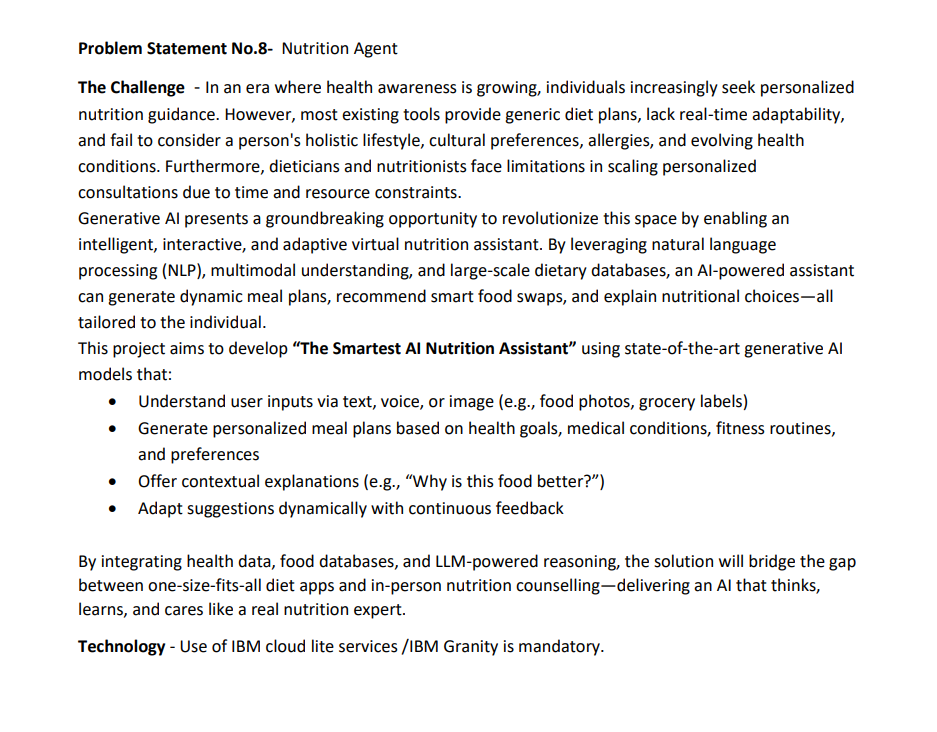 Problem Statement No.8- Nutrition Agent
The Challenge - In an era where health awareness is growing, individuals increasingly seek personalized
nutrition guidance. However, most existing tools provide generic diet plans, lack real-time adaptability,
and fail to consider a person's holistic lifestyle, cultural preferences, allergies, and evolving health
conditions. Furthermore, dieticians and nutritionists face limitations in scaling personalized
consultations due to time and resource constraints.
Generative AI presents a groundbreaking opportunity to revolutionize this space by enabling an
intelligent, interactive, and adaptive virtual nutrition assistant. By leveraging natural language
processing (NLP), multimodal understanding, and large-scale dietary databases, an AI-powered assistant
can generate dynamic meal plans, recommend smart food swaps, and explain nutritional choices—all
tailored to the individual.
This project aims to develop “The Smartest AI Nutrition Assistant” using state-of-the-art generative AI
models that:
• Understand user inputs via text, voice, or image (e.g., food photos, grocery labels)
• Generate personalized meal plans based on health goals, medical conditions, fitness routines,
and preferences
• Offer contextual explanations (e.g., “Why is this food better?”)
• Adapt suggestions dynamically with continuous feedback
By integrating health data, food databases, and LLM-powered reasoning, the solution will bridge the gap
between one-size-fits-all diet apps and in-person nutrition counselling—delivering an AI that thinks,
learns, and cares like a real nutrition expert.
Technology - Use of IBM cloud lite services /IBM Granity is mandatory.